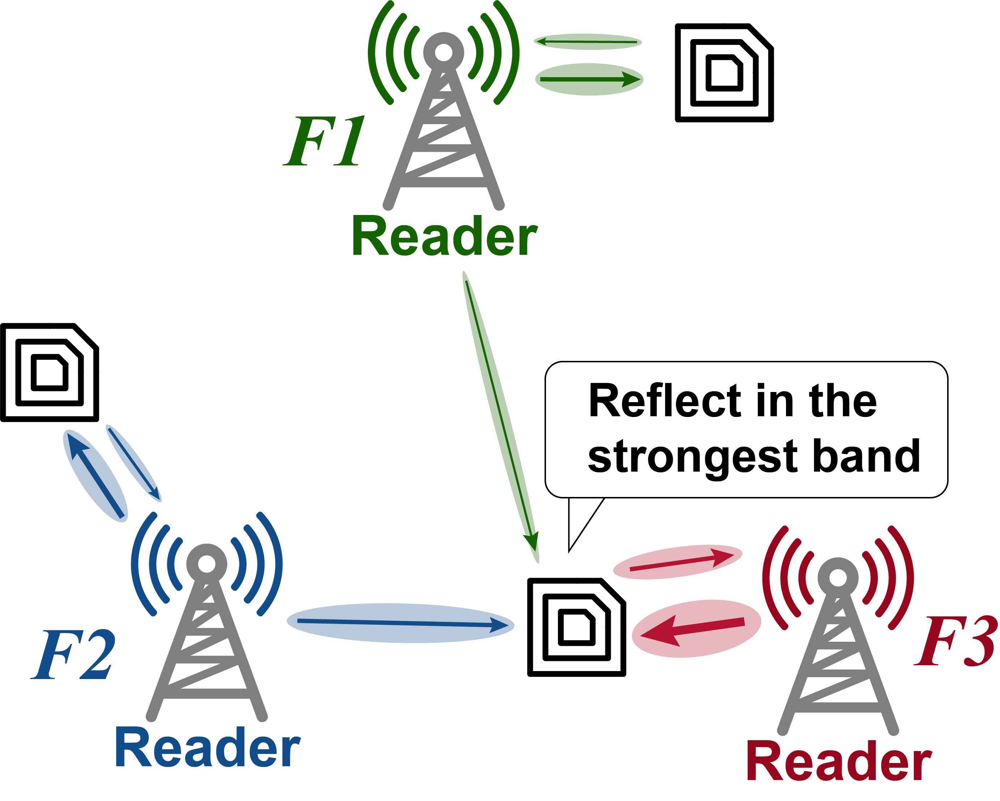 F1
Reader
Reflect in the
strongest band
F2
Reader
F3
Reader